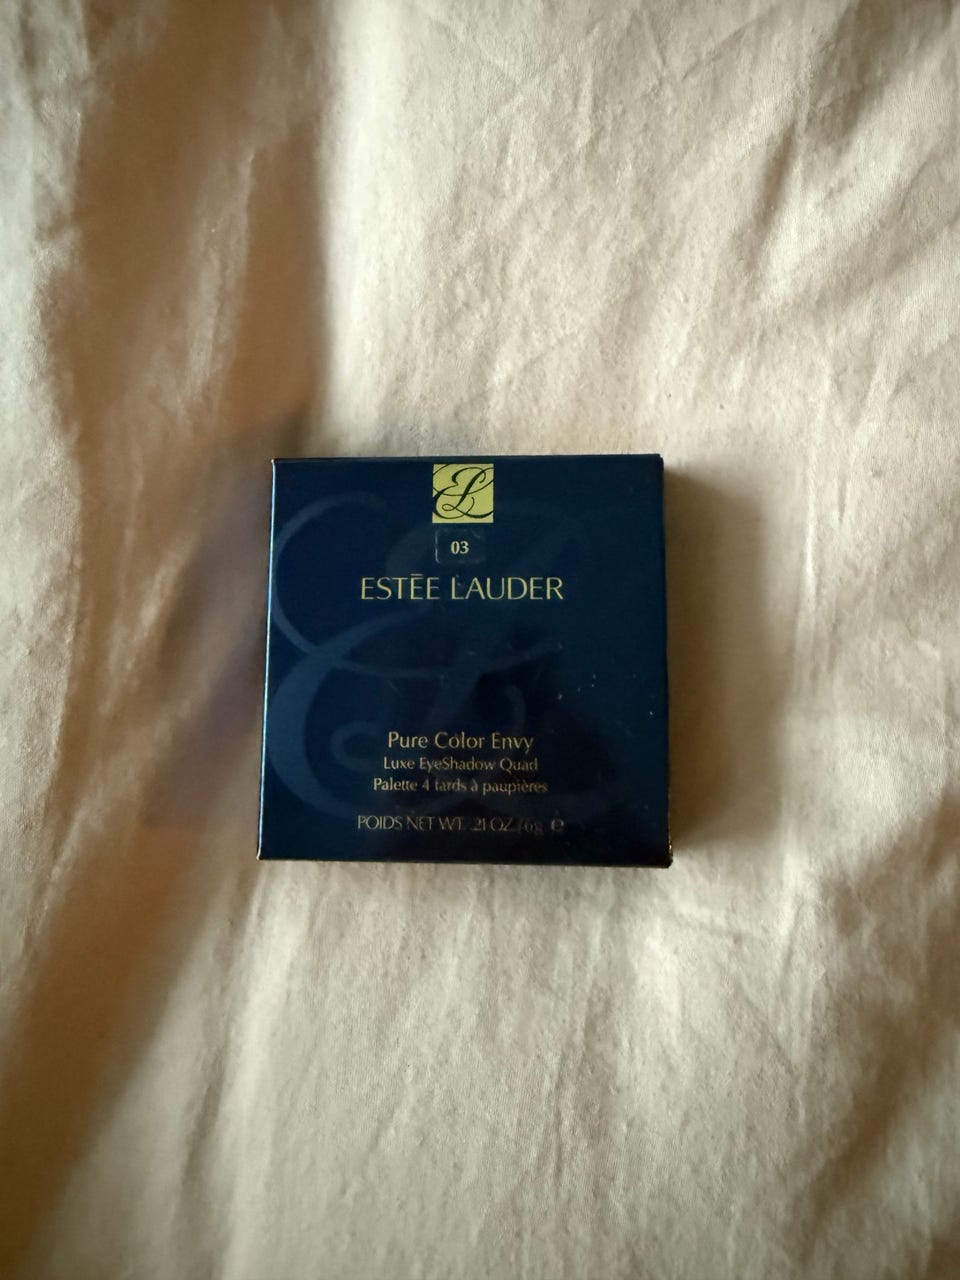 03
ESTĒE LAUDER
Pure Color Envy
Luxe EyeShadow Quad
Palette 4 fards à paupières
POIDS NET WT. .21 OZ./6g ℮